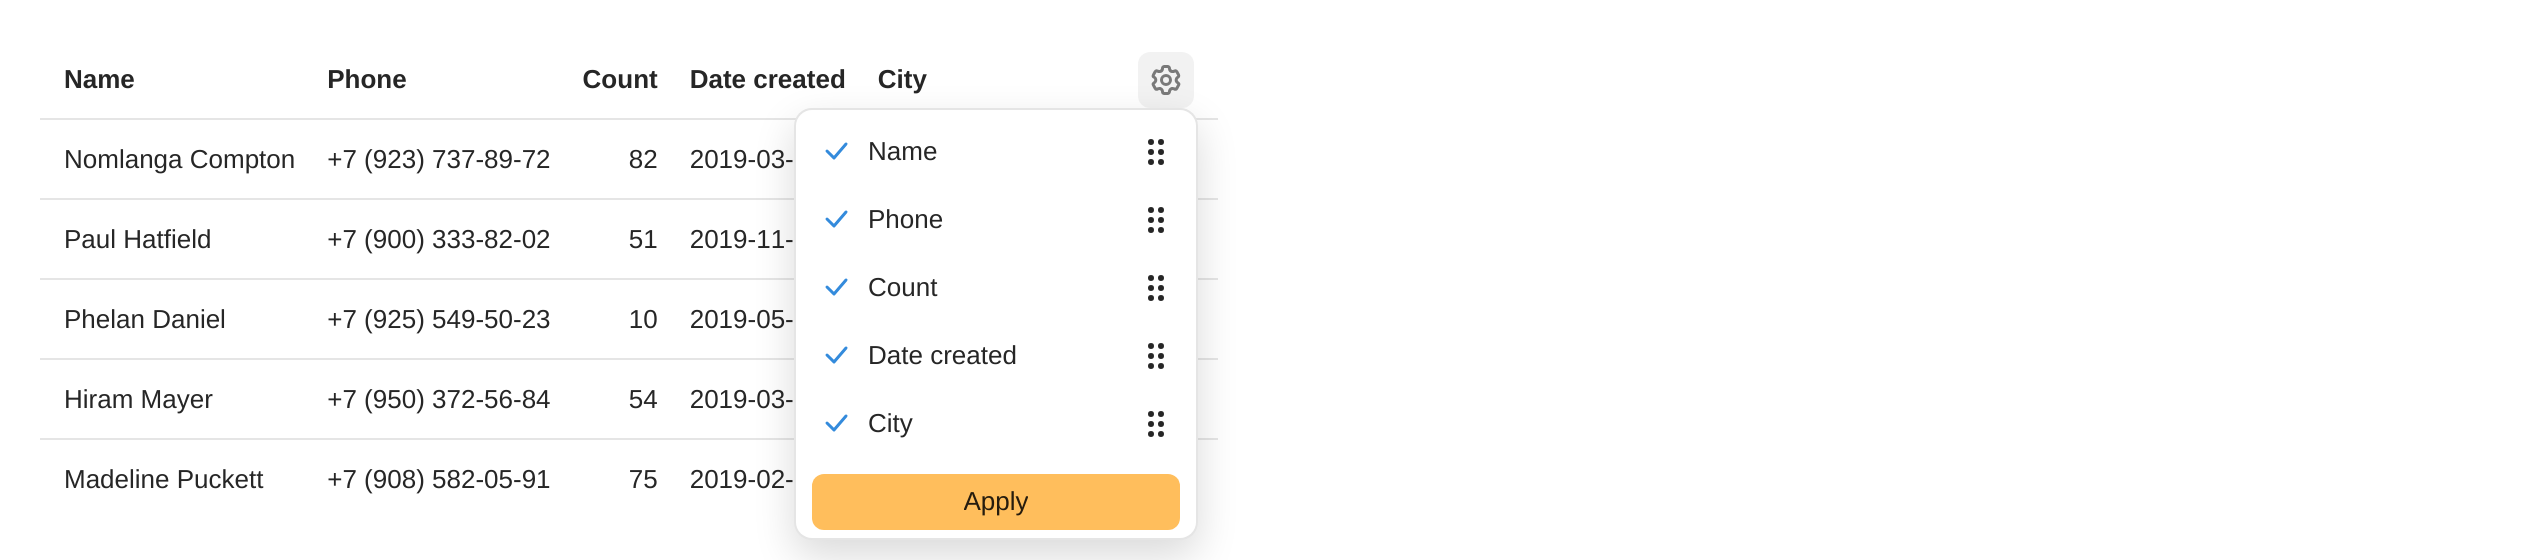 Name Phone Count Date created City
Name
Nomlanga Compton +7 (923) 737-89-72 82 2019-03-
Phone
Paul Hatfield +7 (900) 333-82-02 51 2019-11-
Count
Phelan Daniel +7 (925) 549-50-23 10 2019-05-
Date created
Hiram Mayer +7 (950) 372-56-84 54 2019-03-
City
Madeline Puckett +7 (908) 582-05-91 75 2019-02-
Apply